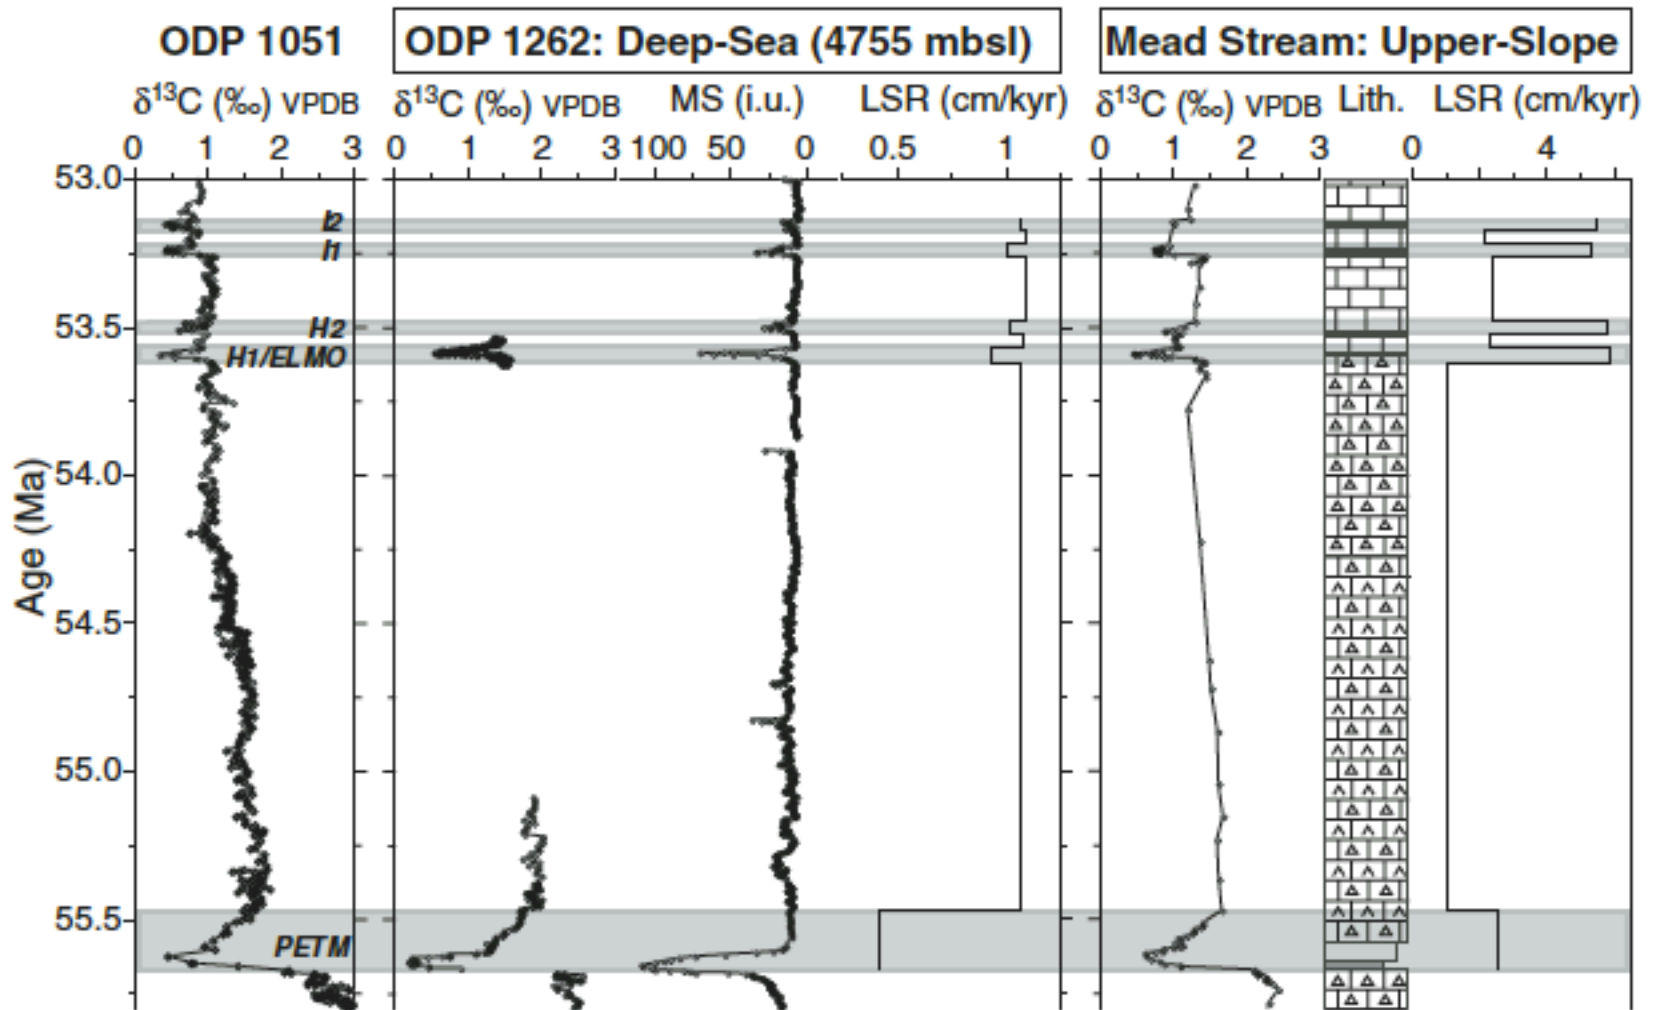 ODP 1051 ODP 1262: Deep-Sea (4755 mbsl) Mead Stream: Upper-Slope
δ¹³C (‰) VPDB δ¹³C (‰) VPDB MS (i.u.) LSR (cm/kyr) δ¹³C (‰) VPDB Lith. LSR (cm/kyr)
0 1 2 3 0 1 2 3 100 50 0 0.5 1 0 1 2 3 0 4
53.0
I2
I1
53.5
H2
H1/ELMO
54.0
Age (Ma)
54.5
55.0
55.5
PETM